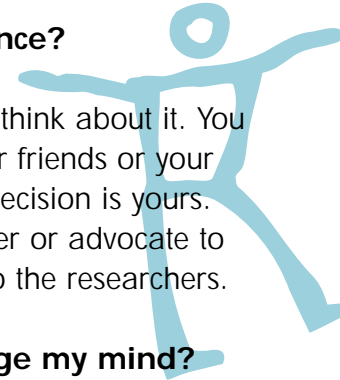 nce?
think about it. You
r friends or your
ecision is yours.
er or advocate to
o the researchers.
ge my mind?